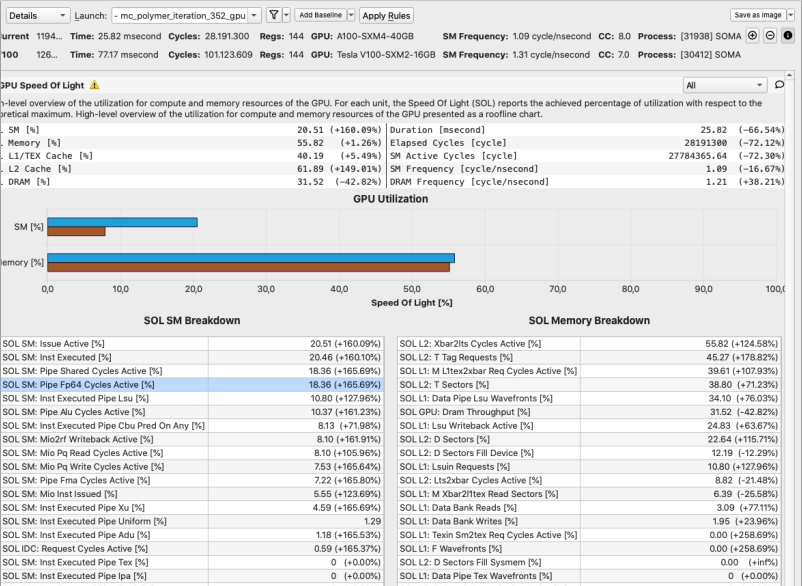 Details Launch: - mc_polymer_iteration_352_gpu Add Baseline Apply Rules Save as Image
urrent 1194... Time: 25.82 msecond Cycles: 28.191.300 Regs: 144 GPU: A100-SXM4-40GB SM Frequency: 1.09 cycle/nsecond CC: 8.0 Process: [31938] SOMA
'100 126... Time: 77.17 msecond Cycles: 101.123.609 Regs: 144 GPU: Tesla V100-SXM2-16GB SM Frequency: 1.31 cycle/nsecond CC: 7.0 Process: [30412] SOMA
GPU Speed Of Light All
h-level overview of the utilization for compute and memory resources of the GPU. For each unit, the Speed Of Light (SOL) reports the achieved percentage of utilization with respect to the
oretical maximum. High-level overview of the utilization for compute and memory resources of the GPU presented as a roofline chart.
. SM [%] 20.51 (+160.09%) Duration [msecond] 25.82 (-66.54%)
. Memory [%] 55.82 (+1.26%) Elapsed Cycles [cycle] 28191300 (-72.12%)
. L1/TEX Cache [%] 40.19 (+5.49%) SM Active Cycles [cycle] 27784365.64 (-72.30%)
. L2 Cache [%] 61.89 (+149.01%) SM Frequency [cycle/nsecond] 1.09 (-16.67%)
. DRAM [%] 31.52 (-42.82%) DRAM Frequency [cycle/nsecond] 1.21 (+38.21%)
GPU Utilization
SM [%]
lemory [%]
0,0 10,0 20,0 30,0 40,0 50,0 60,0 70,0 80,0 90,0 100,0
Speed Of Light [%]
SOL SM Breakdown SOL Memory Breakdown
SOL SM: Issue Active [%] 20.51 (+160.09%) SOL L2: Xbar2lts Cycles Active [%] 55.82 (+124.58%)
SOL SM: Inst Executed [%] 20.46 (+160.10%) SOL L2: T Tag Requests [%] 45.27 (+178.82%)
SOL SM: Pipe Shared Cycles Active [%] 18.36 (+165.69%) SOL L1: M L1tex2xbar Req Cycles Active [%] 39.61 (+107.93%)
SOL SM: Pipe Fp64 Cycles Active [%] 18.36 (+165.69%) SOL L2: T Sectors [%] 38.80 (+71.23%)
SOL SM: Inst Executed Pipe Lsu [%] 10.80 (+127.96%) SOL L1: Data Pipe Lsu Wavefronts [%] 34.10 (+76.03%)
SOL SM: Pipe Alu Cycles Active [%] 10.37 (+161.23%) SOL GPU: Dram Throughput [%] 31.52 (-42.82%)
SOL SM: Inst Executed Pipe Cbu Pred On Any [%] 8.13 (+71.98%) SOL L1: Lsu Writeback Active [%] 24.83 (+63.67%)
SOL SM: Mio2rf Writeback Active [%] 8.10 (+161.91%) SOL L2: D Sectors [%] 22.64 (+115.71%)
SOL SM: Mio Pq Read Cycles Active [%] 8.10 (+105.96%) SOL L2: D Sectors Fill Device [%] 12.19 (-12.29%)
SOL SM: Mio Pq Write Cycles Active [%] 7.53 (+165.64%) SOL L1: Lsuin Requests [%] 10.80 (+127.96%)
SOL SM: Pipe Fma Cycles Active [%] 7.22 (+165.80%) SOL L2: Lts2xbar Cycles Active [%] 8.82 (-21.48%)
SOL SM: Mio Inst Issued [%] 5.55 (+123.69%) SOL L1: M Xbar2l1tex Read Sectors [%] 6.39 (-25.58%)
SOL SM: Inst Executed Pipe Xu [%] 4.59 (+165.69%) SOL L1: Data Bank Reads [%] 3.09 (+77.11%)
SOL SM: Inst Executed Pipe Uniform [%] 1.29 SOL L1: Data Bank Writes [%] 1.95 (+23.96%)
SOL SM: Inst Executed Pipe Adu [%] 1.18 (+165.53%) SOL L1: Texin Sm2tex Req Cycles Active [%] 0.00 (+258.69%)
SOL IDC: Request Cycles Active [%] 0.59 (+165.37%) SOL L1: F Wavefronts [%] 0.00 (+258.69%)
SOL SM: Inst Executed Pipe Tex [%] 0 (+0.00%) SOL L2: D Sectors Fill Sysmem [%] 0.00 (+inf%)
SOL SM: Inst Executed Pipe Ipa [%] 0 (+0.00%) SOL L1: Data Pipe Tex Wavefronts [%] 0 (+0.00%)